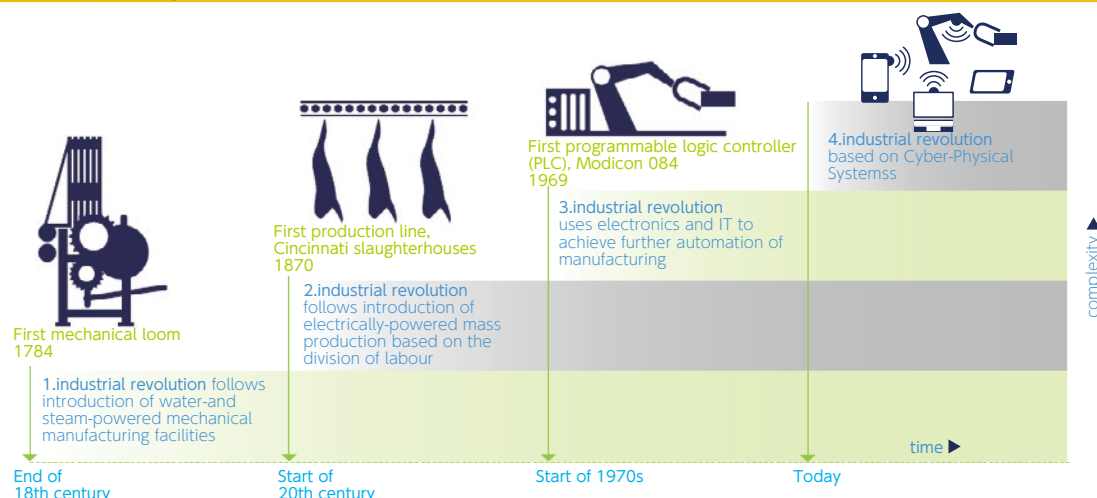 First mechanical loom
1784
1.industrial revolution follows
introduction of water-and
steam-powered mechanical
manufacturing facilities
End of
18th century
First production line,
Cincinnati slaughterhouses
1870
2.industrial revolution
follows introduction of
electrically-powered mass
production based on the
division of labour
Start of
20th century
First programmable logic controller
(PLC), Modicon 084
1969
3.industrial revolution
uses electronics and IT to
achieve further automation of
manufacturing
Start of 1970s
4.industrial revolution
based on Cyber-Physical
Systemss
Today
time ▶
complexity ▲